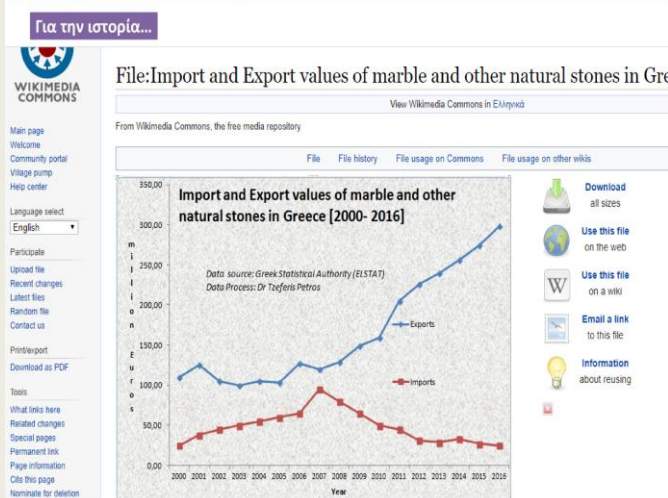 Για την ιστορία...
WIKIMEDIA
COMMONS
Main page
Welcome
Community portal
Village pump
Help center
Language select
English
Participate
Upload file
Recent changes
Latest files
Random file
Contact us
Print/export
Download as PDF
Tools
What links here
Related changes
Special pages
Permanent link
Page information
Cite this page
Nominate for deletion
File:Import and Export values of marble and other natural stones in Gre
View Wikimedia Commons in Ελληνικά
From Wikimedia Commons, the free media repository
File File history File usage on Commons File usage on other wikis
Import and Export values of marble and other
natural stones in Greece [2000- 2016]
Data source: Greek Statistical Authority (ELSTAT)
Data Process: Dr Tzeferis Petros
million Euros
350,00
300,00
250,00
200,00
150,00
100,00
50,00
0,00
Exports
Imports
2000 2001 2002 2003 2004 2005 2006 2007 2008 2009 2010 2011 2012 2013 2014 2015 2016
Year
Download
all sizes
Use this file
on the web
W
Use this file
on a wiki
Email a link
to this file
Information
about reusing